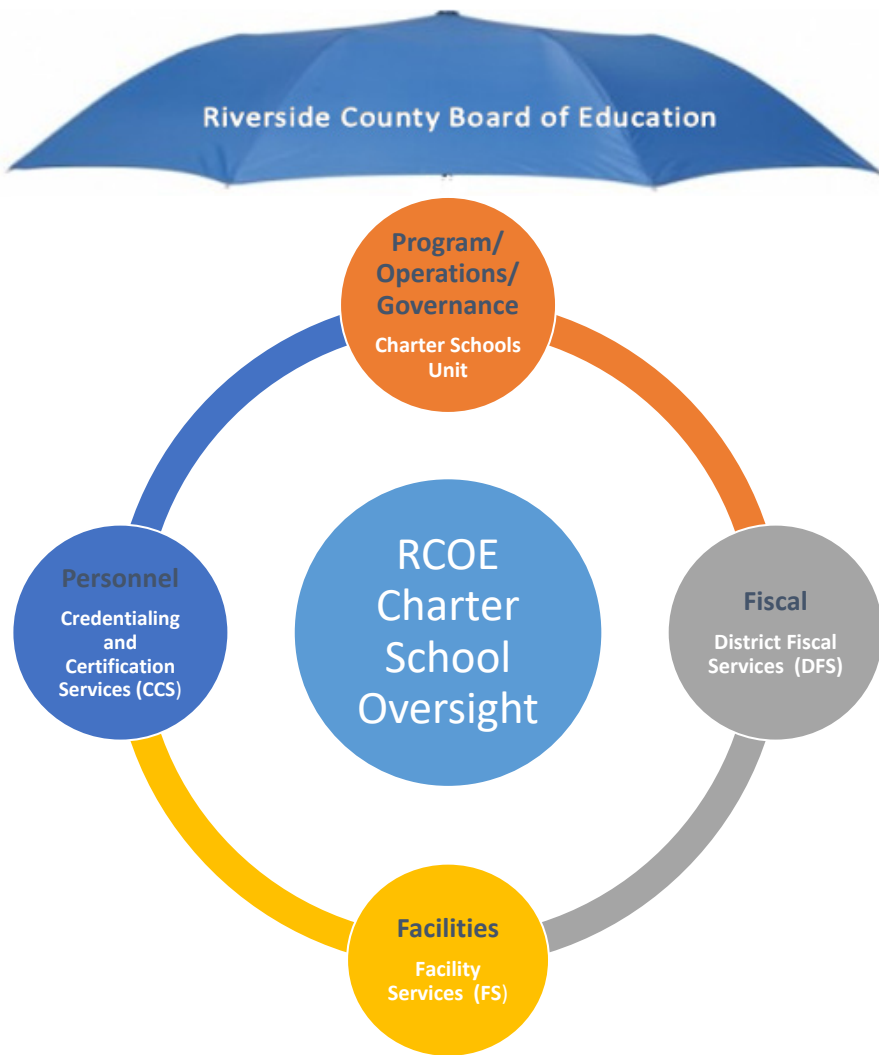 Riverside County Board of Education
Program/
Operations/
Governance
Charter Schools
Unit
Personnel
Credentialing
and
Certification
Services (CCS)
RCOE
Charter
School
Oversight
Fiscal
District Fiscal
Services (DFS)
Facilities
Facility
Services (FS)